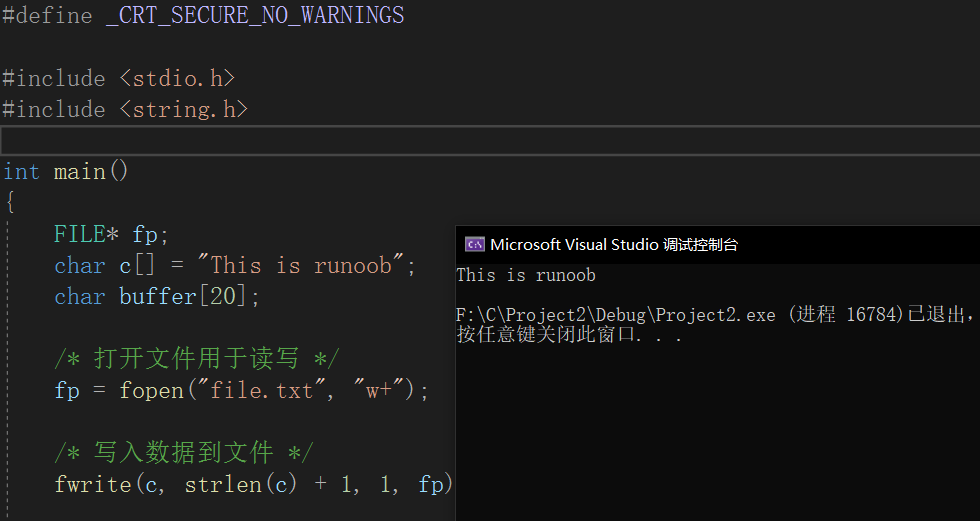 #define _CRT_SECURE_NO_WARNINGS
#include <stdio.h>
#include <string.h>
int main()
{
FILE* fp;
char c[] = "This is runoob";
char buffer[20];
/* 打开文件用于读写 */
fp = fopen("file.txt", "w+");
/* 写入数据到文件 */
fwrite(c, strlen(c) + 1, 1, fp)
Microsoft Visual Studio 调试控制台
This is runoob
F:\C\Project2\Debug\Project2.exe (进程 16784)已退出，
按任意键关闭此窗口. . .